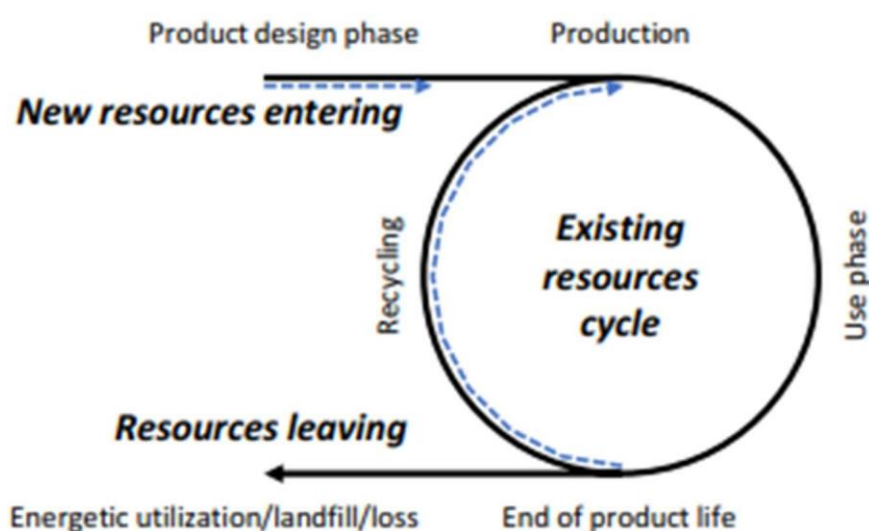 Product design phase
Production
New resources entering
Recycling
Existing
resources
cycle
Use phase
Resources leaving
Energetic utilization/landfill/loss
End of product life